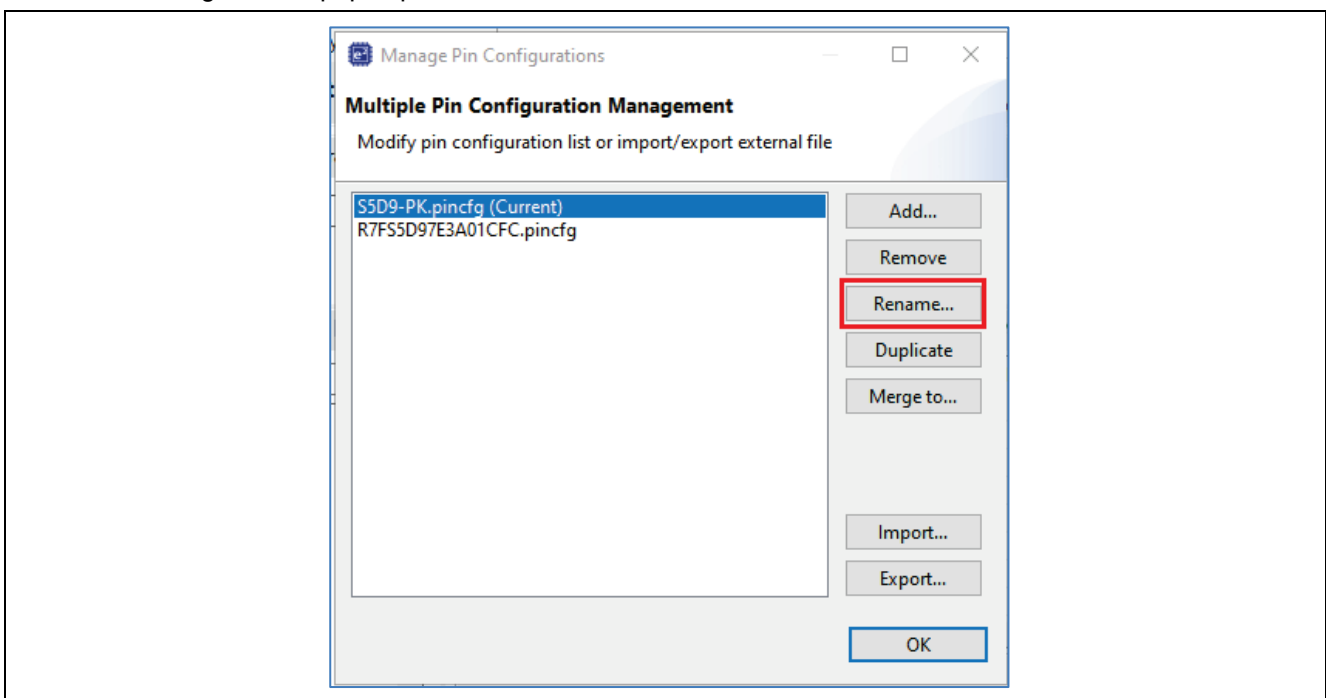 Manage Pin Configurations
Multiple Pin Configuration Management
Modify pin configuration list or import/export external file
S5D9-PK.pincfg (Current)
R7FS5D97E3A01CFC.pincfg
Add...
Remove
Rename...
Duplicate
Merge to...
Import...
Export...
OK